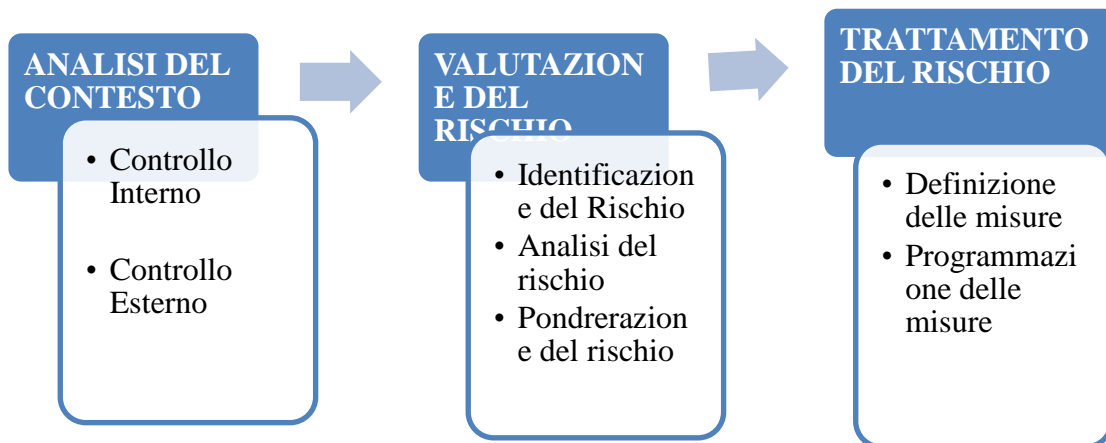 ANALISI DEL
CONTESTO
• Controllo
Interno
• Controllo
Esterno
VALUTAZION
E DEL
RISCHIO
• Identificazion
e del Rischio
• Analisi del
rischio
• Pondrerazion
e del rischio
TRATTAMENTO
DEL RISCHIO
• Definizione
delle misure
• Programmazi
one delle
misure